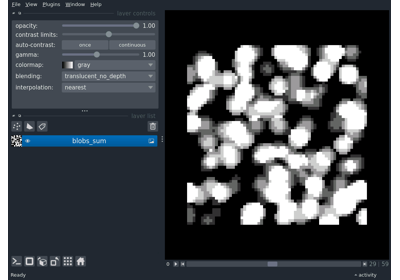 File View Plugins Window Help
layer controls
opacity: 1.00
contrast limits:
auto-contrast: once continuous
gamma: 1.00
colormap: gray
blending: translucent_no_depth
interpolation: nearest
layer list
blobs_sum
29 59
Ready
activity